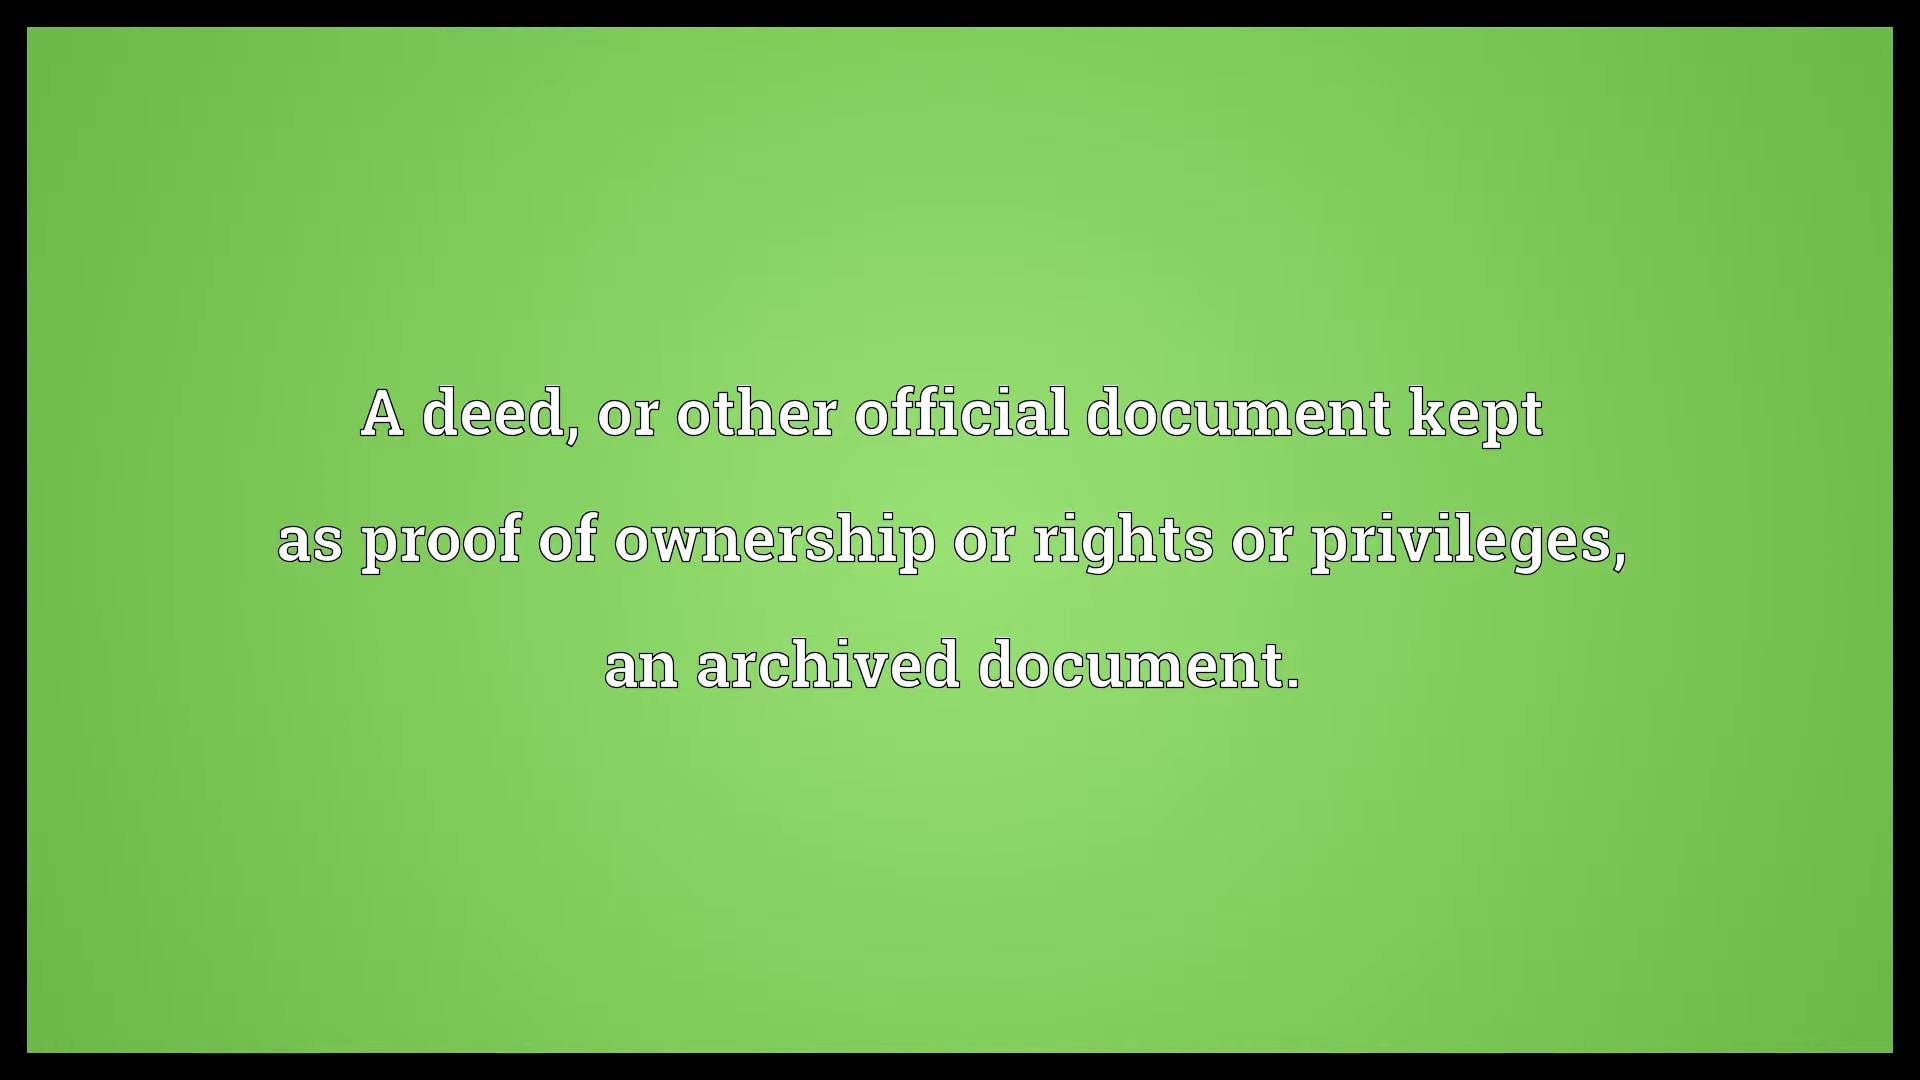 A deed, or other official document kept
as proof of ownership or rights or privileges,
an archived document.